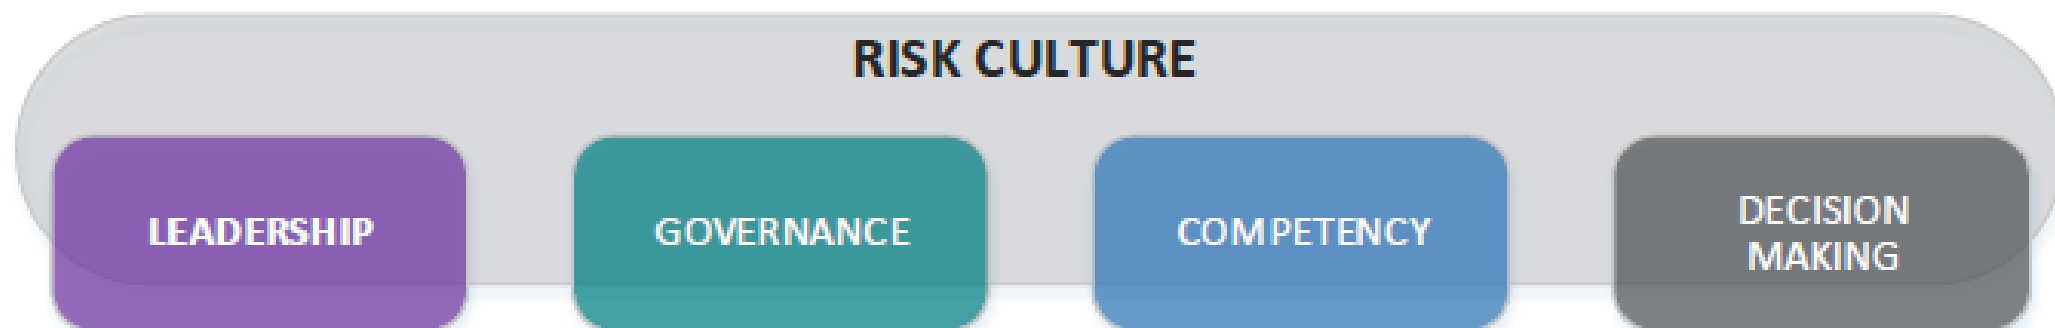 RISK CULTURE
LEADERSHIP
GOVERNANCE
COMPETENCY
DECISION
MAKING